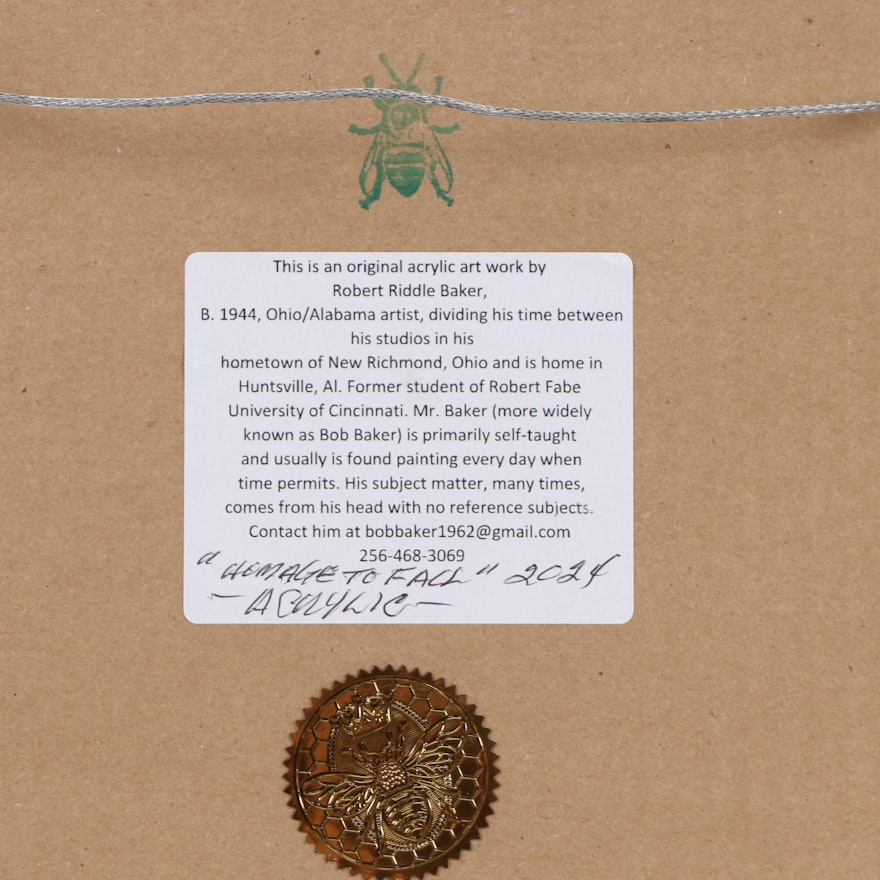 This is an original acrylic art work by
Robert Riddle Baker,
B. 1944, Ohio/Alabama artist, dividing his time between
his studios in his
hometown of New Richmond, Ohio and is home in
Huntsville, Al. Former student of Robert Fabe
University of Cincinnati. Mr. Baker (more widely
known as Bob Baker) is primarily self-taught
and usually is found painting every day when
time permits. His subject matter, many times,
comes from his head with no reference subjects.
Contact him at bobbaker1962@gmail.com
256-468-3069
"HOMAGE TO FALL" 2024
- ACRYLIC -